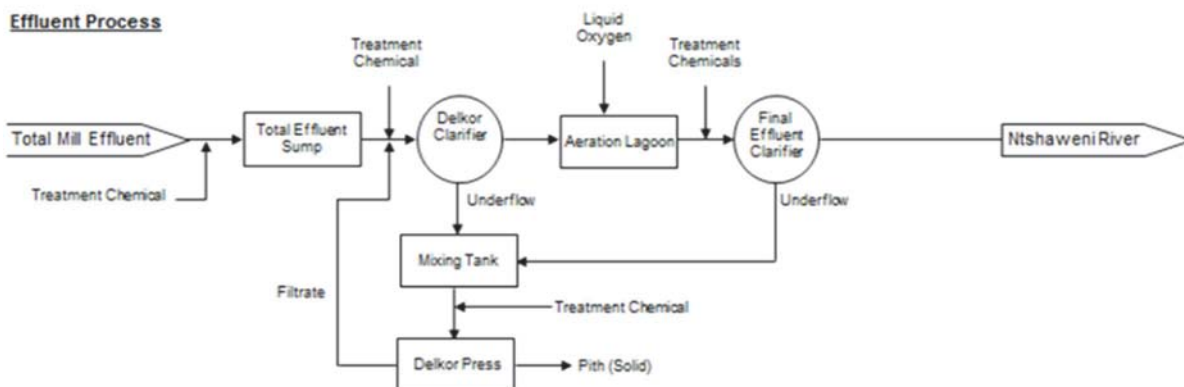 Effluent Process
Liquid
Oxygen
Treatment
Chemical
Treatment
Chemicals
Total Mill Effluent
Total Effluent
Sump
Delkor
Clarifier
Aeration Lagoon
Final
Effluent
Clarifier
Ntshaweni River
Treatment Chemical
Underflow
Underflow
Mixing Tank
Filtrate
Treatment Chemical
Delkor Press
Pith (Solid)